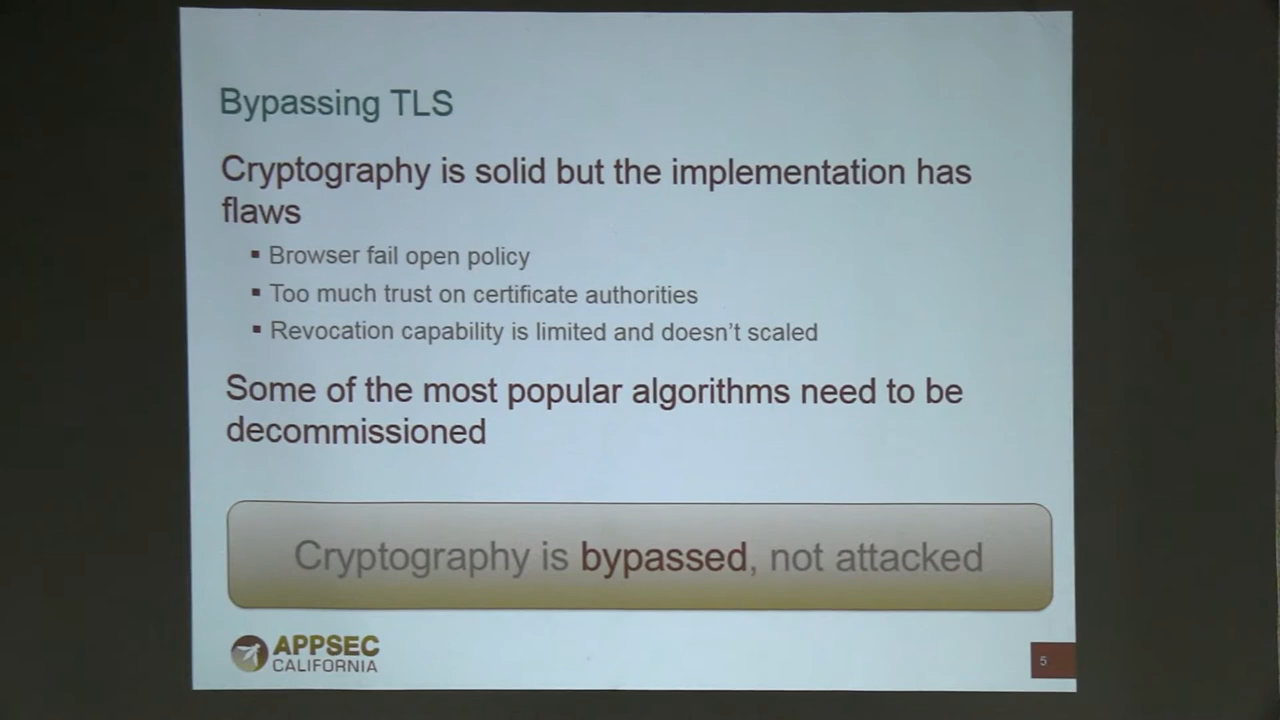 Bypassing TLS
Cryptography is solid but the implementation has
flaws
▪ Browser fail open policy
▪ Too much trust on certificate authorities
▪ Revocation capability is limited and doesn't scaled
Some of the most popular algorithms need to be
decommissioned
Cryptography is bypassed, not attacked
APPSEC
CALIFORNIA
5